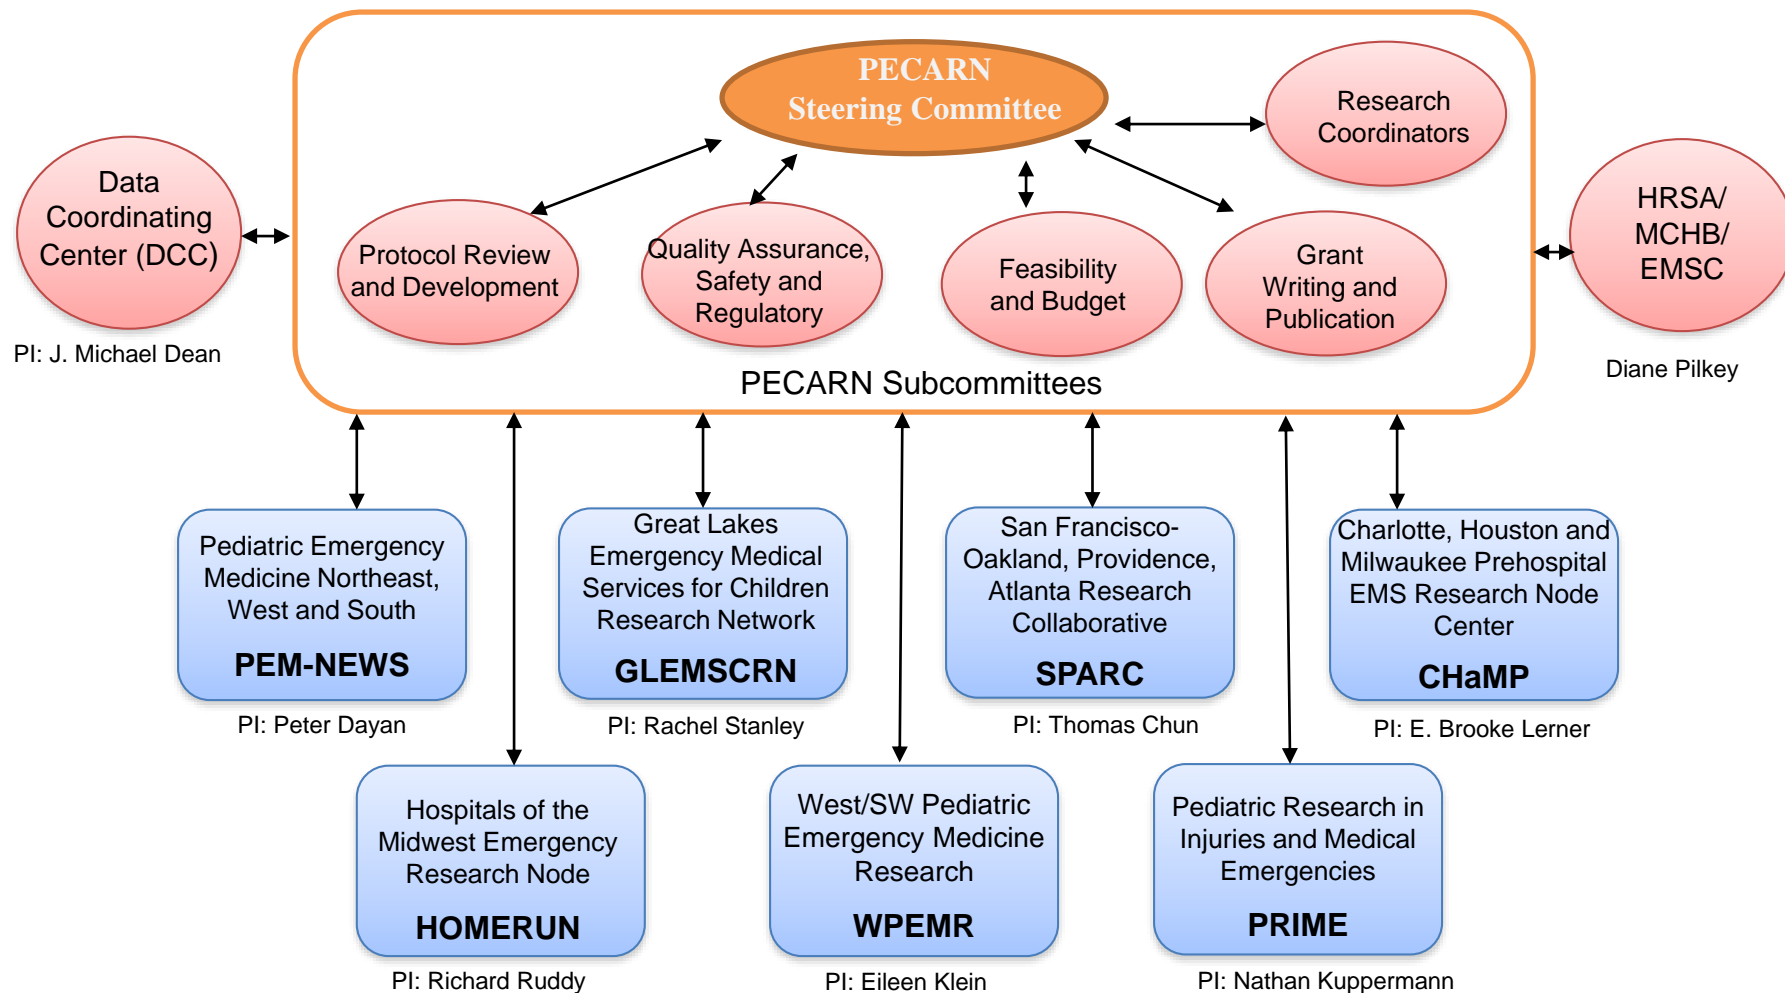 PECARN
Steering Committee
Research
Coordinators
Data
Coordinating
Center (DCC)
PI: J. Michael Dean
Protocol Review
and Development
Quality Assurance,
Safety and
Regulatory
Feasibility
and Budget
Grant
Writing and
Publication
HRSA/
MCHB/
EMSC
Diane Pilkey
PECARN Subcommittees
Pediatric Emergency
Medicine Northeast,
West and South
PEM-NEWS
PI: Peter Dayan
Great Lakes
Emergency Medical
Services for Children
Research Network
GLEMSCRN
PI: Rachel Stanley
San Francisco-
Oakland, Providence,
Atlanta Research
Collaborative
SPARC
PI: Thomas Chun
Charlotte, Houston and
Milwaukee Prehospital
EMS Research Node
Center
CHaMP
PI: E. Brooke Lerner
Hospitals of the
Midwest Emergency
Research Node
HOMERUN
PI: Richard Ruddy
West/SW Pediatric
Emergency Medicine
Research
WPEMR
PI: Eileen Klein
Pediatric Research in
Injuries and Medical
Emergencies
PRIME
PI: Nathan Kuppermann